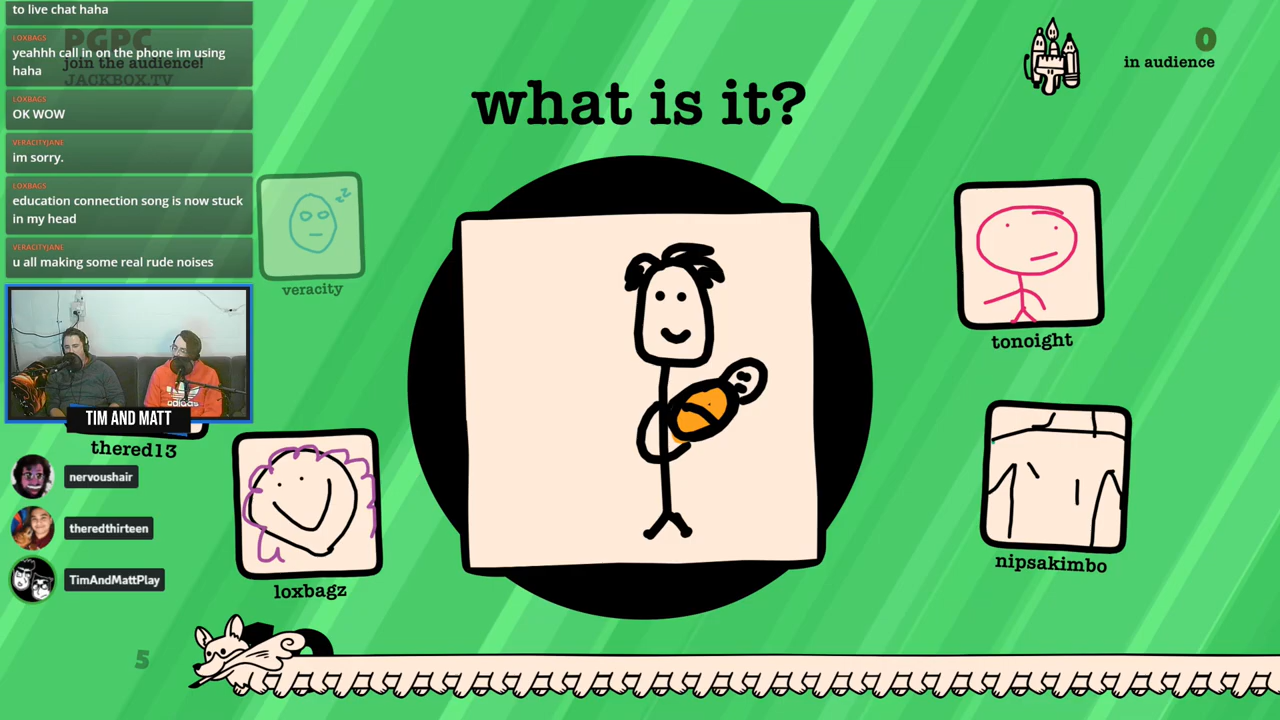 to live chat haha
LOXBAGS
yeahhh call in on the phone im using
haha
LOXBAGS
OK WOW
VERACITYJANE
im sorry.
LOXBAGS
education connection song is now stuck
in my head
VERACITYJANE
u all making some real rude noises
PGPC
join the audience!
JACKBOX.TV
0
in audience
what is it?
zz
veracity
tonoight
adidas
TIM AND MATT
thered13
nervoushair
theredthirteen
TimAndMattPlay
loxbagz
nipsakimbo
5